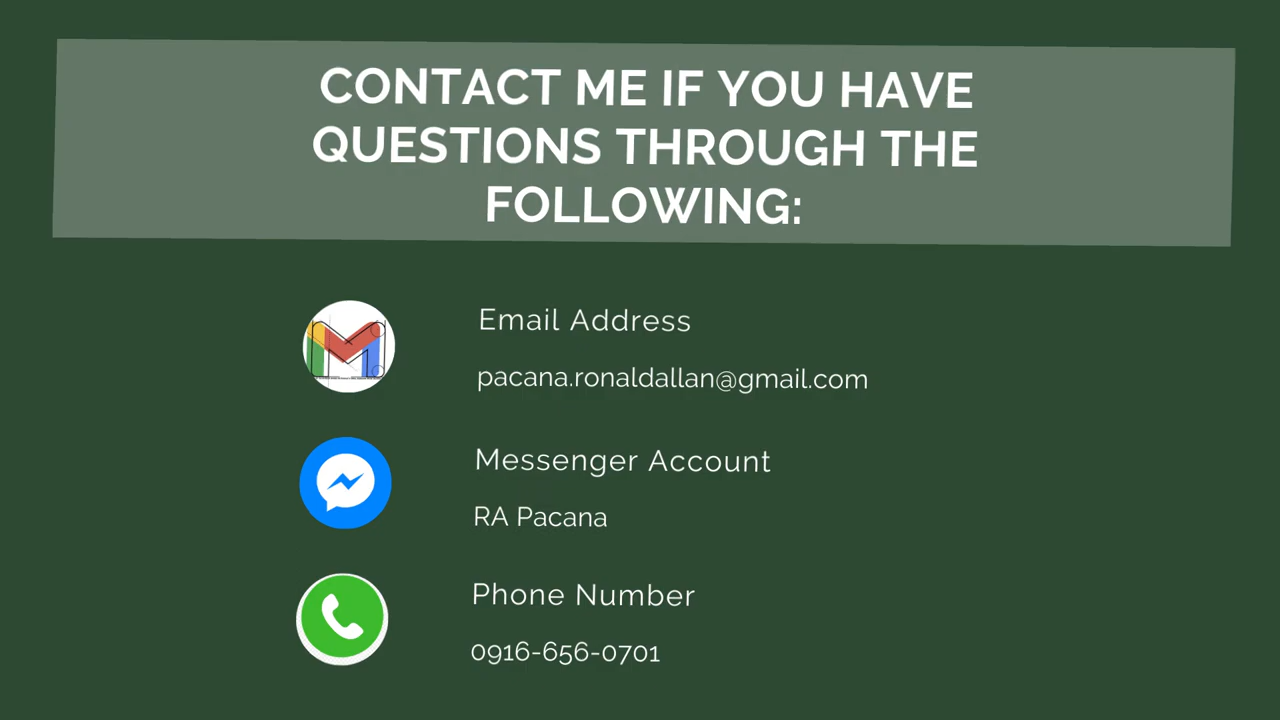 CONTACT ME IF YOU HAVE
QUESTIONS THROUGH THE
FOLLOWING:
Email Address
pacana.ronaldallan@gmail.com
Messenger Account
RA Pacana
Phone Number
0916-656-0701